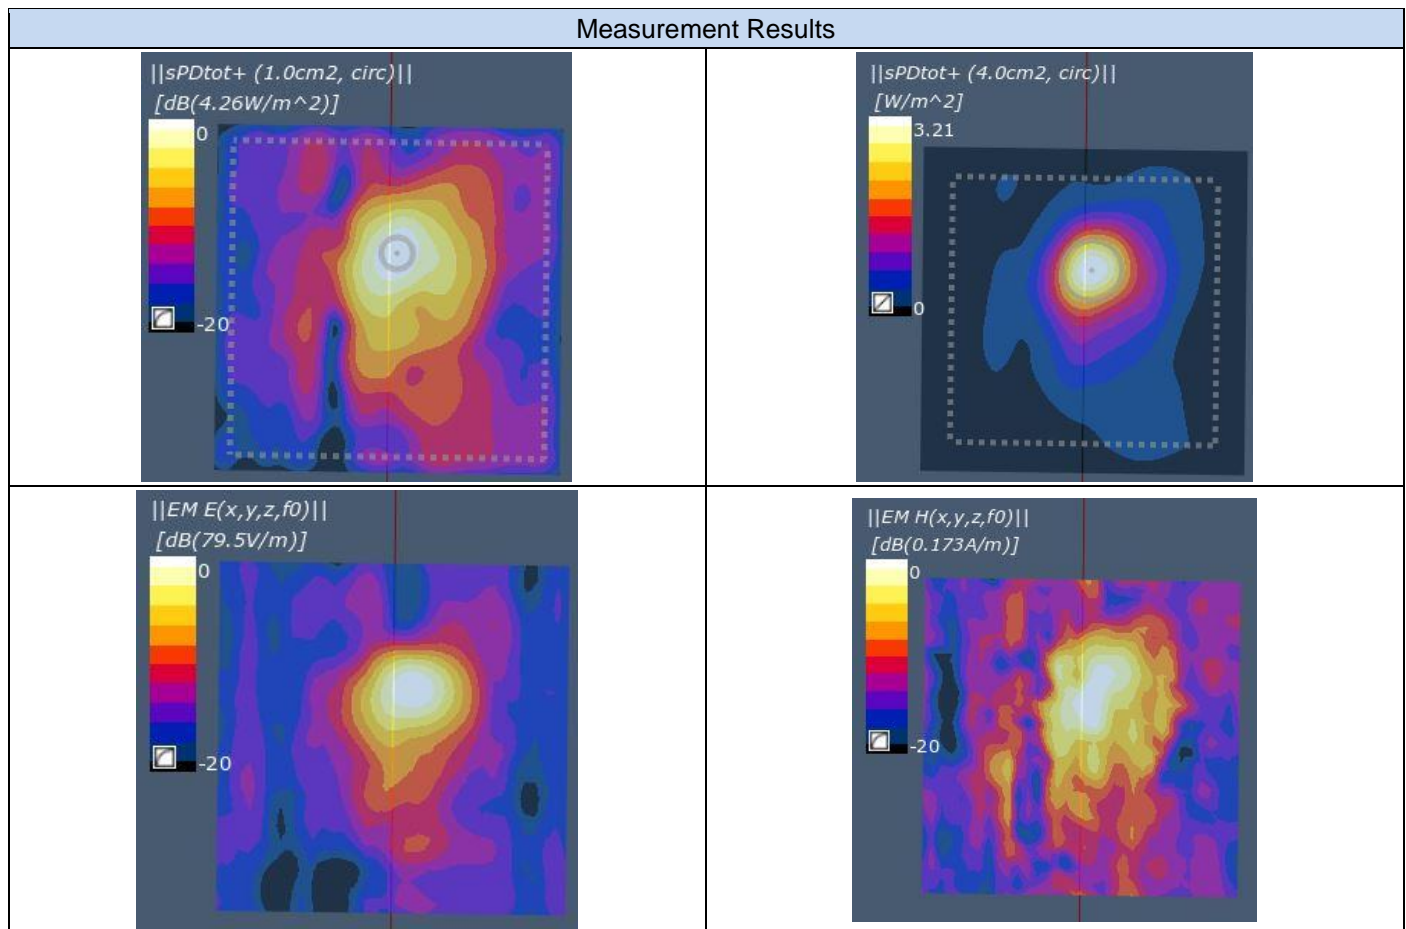 Measurement Results
||sPDtot+ (1.0cm2, circ)||
[dB(4.26W/m^2)]
0
-20
||sPDtot+ (4.0cm2, circ)||
[W/m^2]
3.21
0
||EM E(x,y,z,f0)||
[dB(79.5V/m)]
0
-20
||EM H(x,y,z,f0)||
[dB(0.173A/m)]
0
-20